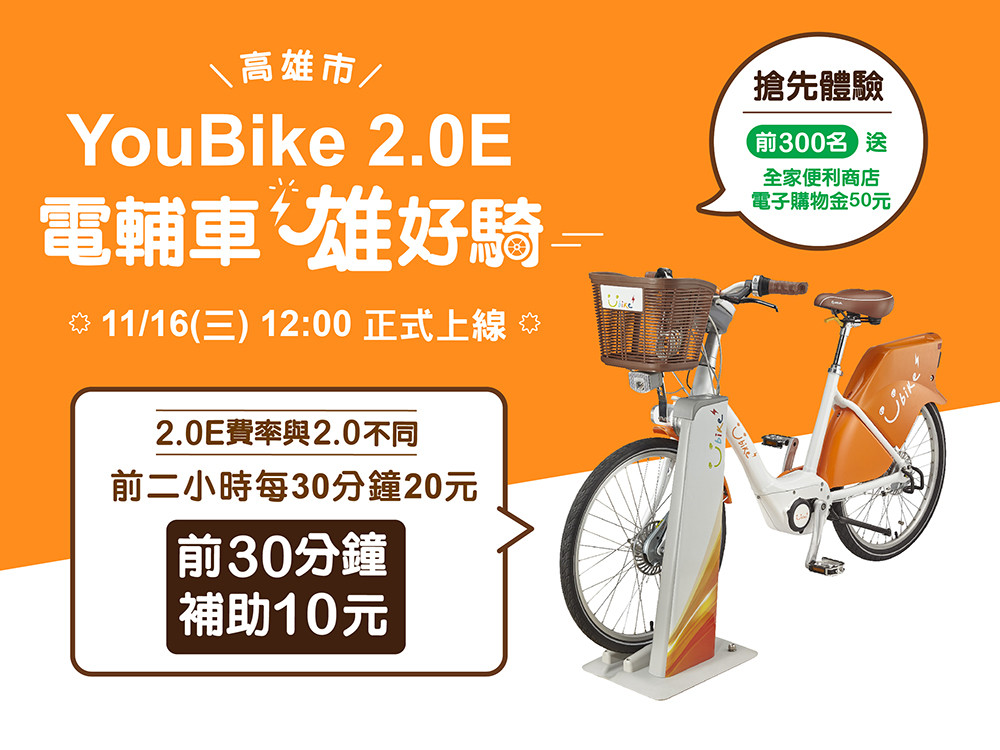 高雄市
YouBike 2.0E
電輔車 雄好騎
11/16(三) 12:00 正式上線
搶先體驗
前300名 送
全家便利商店
電子購物金50元
2.0E費率與2.0不同
前二小時每30分鐘20元
前30分鐘
補助10元
Ubike
Ubike
Ubike
Ubike